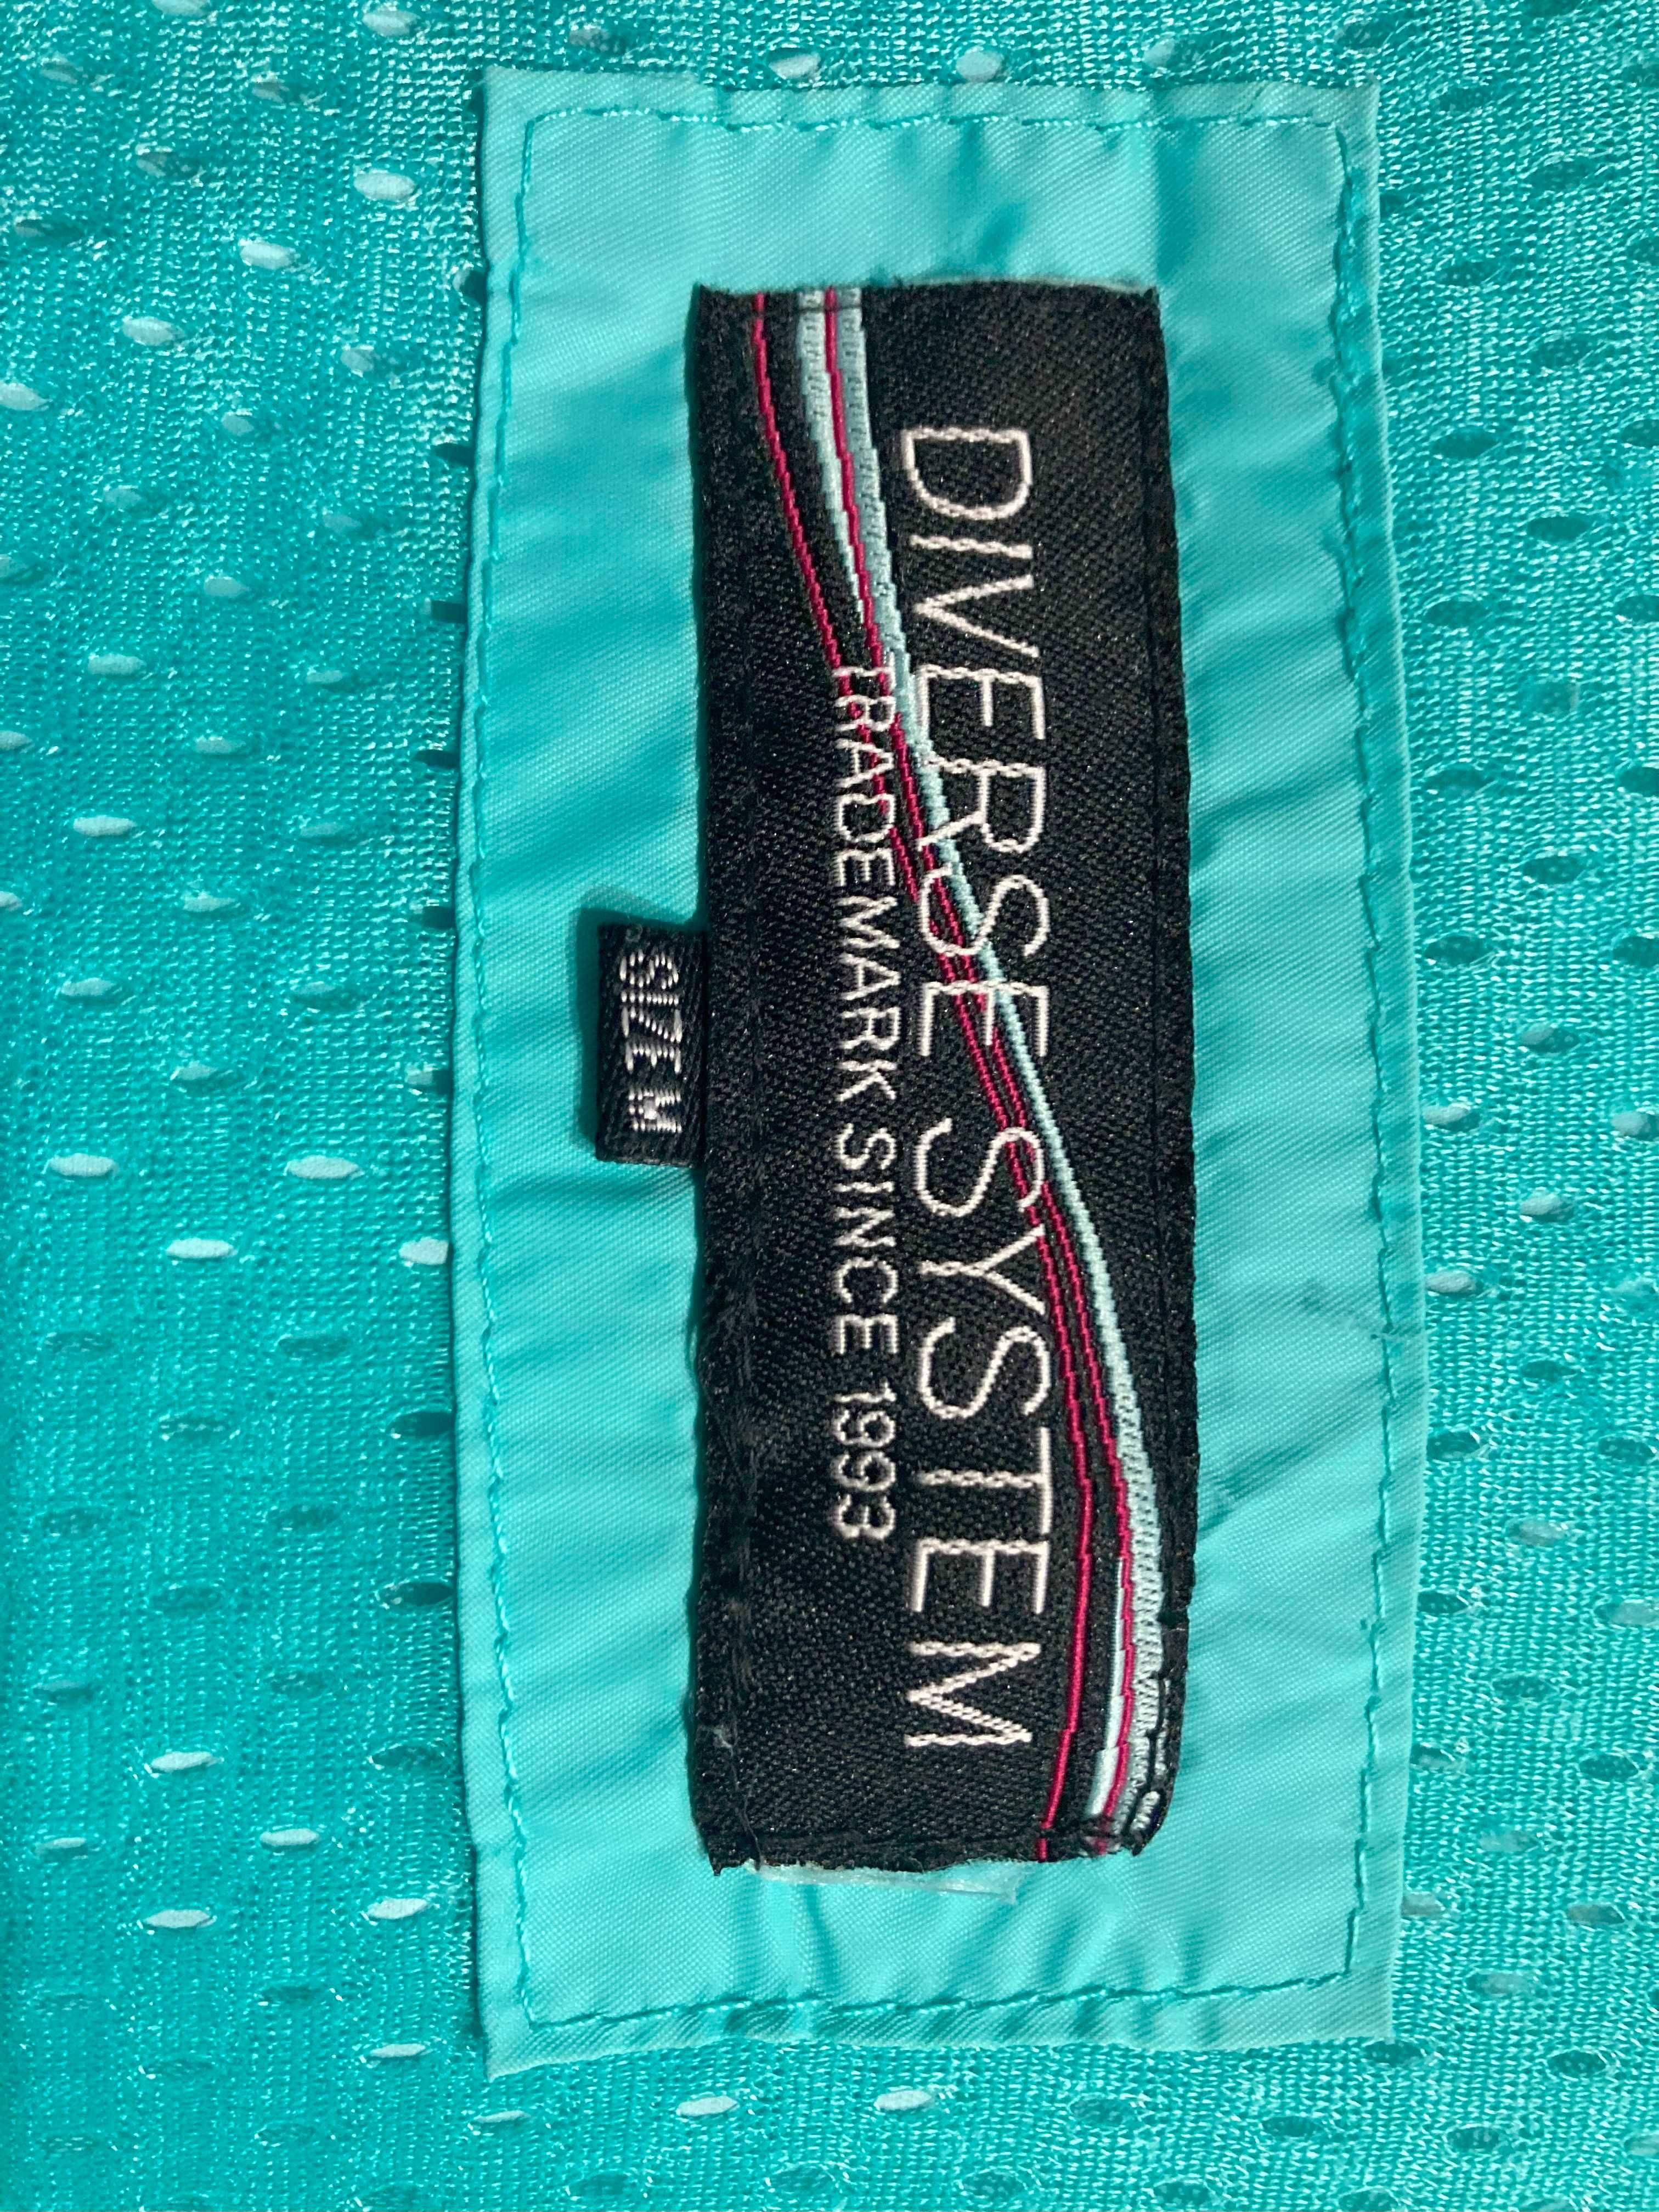 DIVERSE SYSTEM
TRADEMARK SINCE 1993
SIZE M